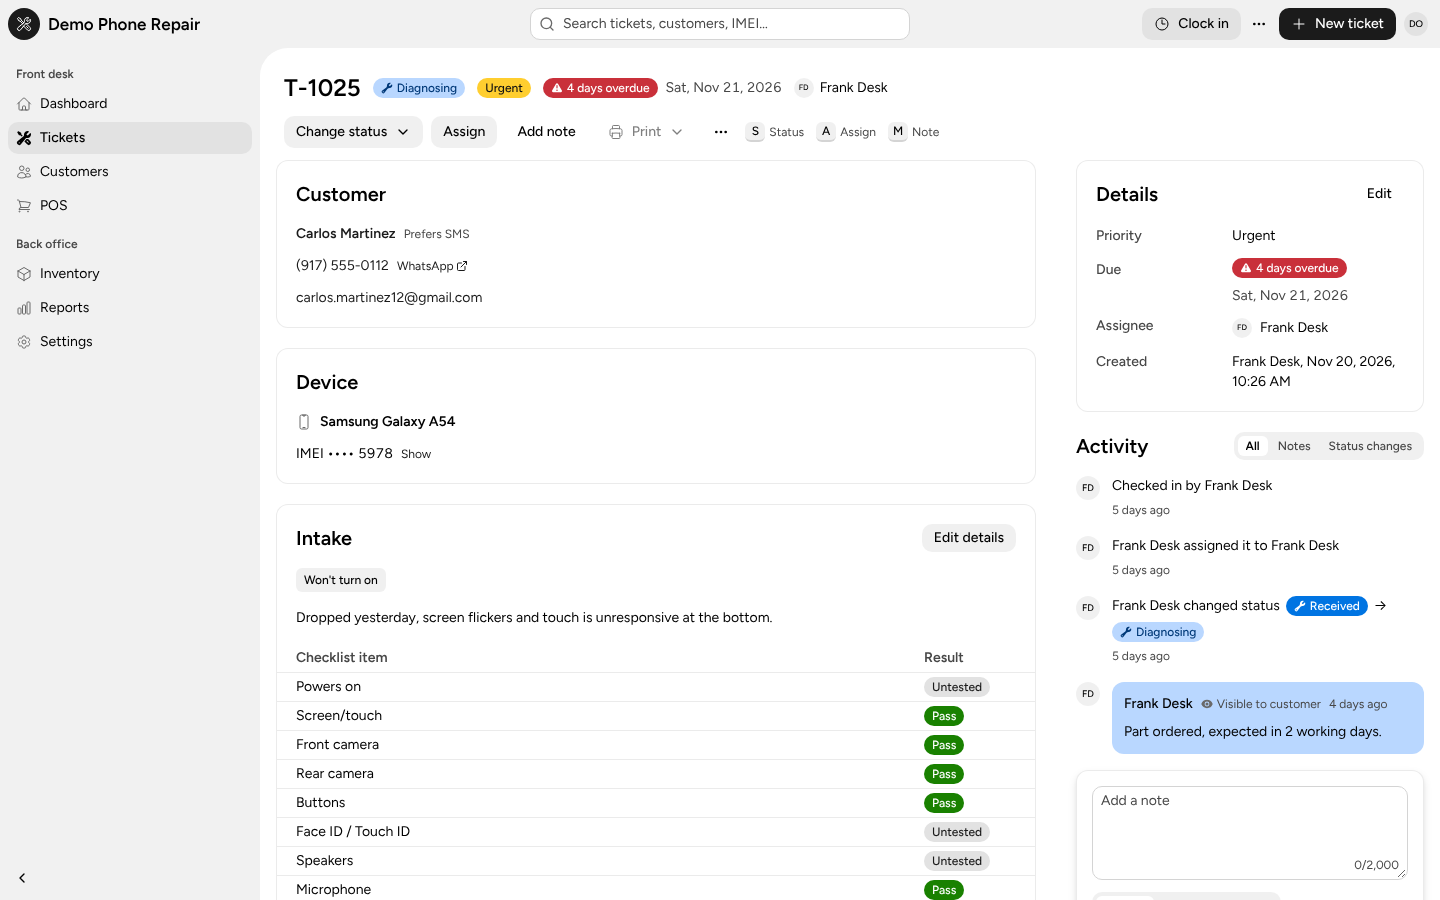 Demo Phone Repair
Search tickets, customers, IMEI...
Clock in
New ticket
DO
Front desk
Dashboard
Tickets
Customers
POS
Back office
Inventory
Reports
Settings
T-1025
Diagnosing
Urgent
4 days overdue
Sat, Nov 21, 2026
FD
Frank Desk
Change status
Assign
Add note
Print
S Status
A Assign
M Note
Customer
Carlos Martinez Prefers SMS
(917) 555-0112 WhatsApp
carlos.martinez12@gmail.com
Device
Samsung Galaxy A54
IMEI •••• 5978 Show
Intake
Edit details
Won't turn on
Dropped yesterday, screen flickers and touch is unresponsive at the bottom.
Checklist item Result
Powers on Untested
Screen/touch Pass
Front camera Pass
Rear camera Pass
Buttons Pass
Face ID / Touch ID Untested
Speakers Untested
Microphone Pass
Details
Edit
Priority Urgent
Due 4 days overdue
Sat, Nov 21, 2026
Assignee FD Frank Desk
Created Frank Desk, Nov 20, 2026,
10:26 AM
Activity
All Notes Status changes
FD Checked in by Frank Desk
5 days ago
FD Frank Desk assigned it to Frank Desk
5 days ago
FD Frank Desk changed status Received →
Diagnosing
5 days ago
FD Frank Desk Visible to customer 4 days ago
Part ordered, expected in 2 working days.
Add a note
0/2,000